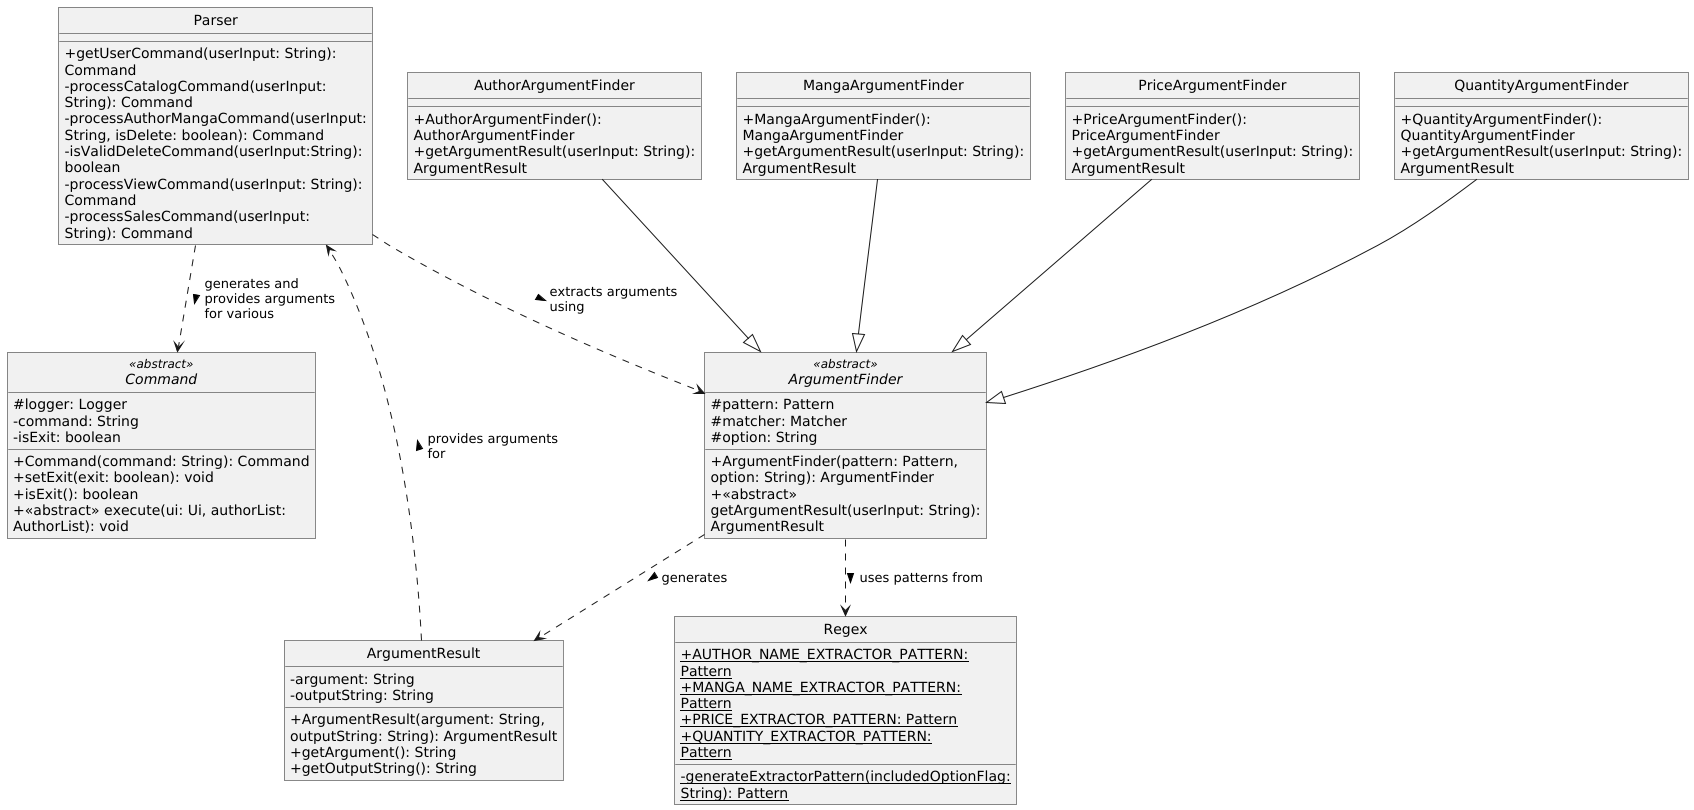 Parser
+getUserCommand(userInput: String):
Command
-processCatalogCommand(userInput:
String): Command
-processAuthorMangaCommand(userInput:
String, isDelete: boolean): Command
-isValidDeleteCommand(userInput:String):
boolean
-processViewCommand(userInput: String):
Command
-processSalesCommand(userInput:
String): Command
AuthorArgumentFinder
+AuthorArgumentFinder():
AuthorArgumentFinder
+getArgumentResult(userInput: String):
ArgumentResult
MangaArgumentFinder
+MangaArgumentFinder():
MangaArgumentFinder
+getArgumentResult(userInput: String):
ArgumentResult
PriceArgumentFinder
+PriceArgumentFinder():
PriceArgumentFinder
+getArgumentResult(userInput: String):
ArgumentResult
QuantityArgumentFinder
+QuantityArgumentFinder():
QuantityArgumentFinder
+getArgumentResult(userInput: String):
ArgumentResult
generates and
provides arguments
for various
extracts arguments
using
«abstract»
Command
#logger: Logger
-command: String
-isExit: boolean
+Command(command: String): Command
+setExit(exit: boolean): void
+isExit(): boolean
+«abstract» execute(ui: Ui, authorList:
AuthorList): void
provides arguments
for
«abstract»
ArgumentFinder
#pattern: Pattern
#matcher: Matcher
#option: String
+ArgumentFinder(pattern: Pattern,
option: String): ArgumentFinder
+«abstract»
getArgumentResult(userInput: String):
ArgumentResult
generates
uses patterns from
ArgumentResult
-argument: String
-outputString: String
+ArgumentResult(argument: String,
outputString: String): ArgumentResult
+getArgument(): String
+getOutputString(): String
Regex
+AUTHOR_NAME_EXTRACTOR_PATTERN:
Pattern
+MANGA_NAME_EXTRACTOR_PATTERN:
Pattern
+PRICE_EXTRACTOR_PATTERN: Pattern
+QUANTITY_EXTRACTOR_PATTERN:
Pattern
-generateExtractorPattern(includedOptionFlag:
String): Pattern